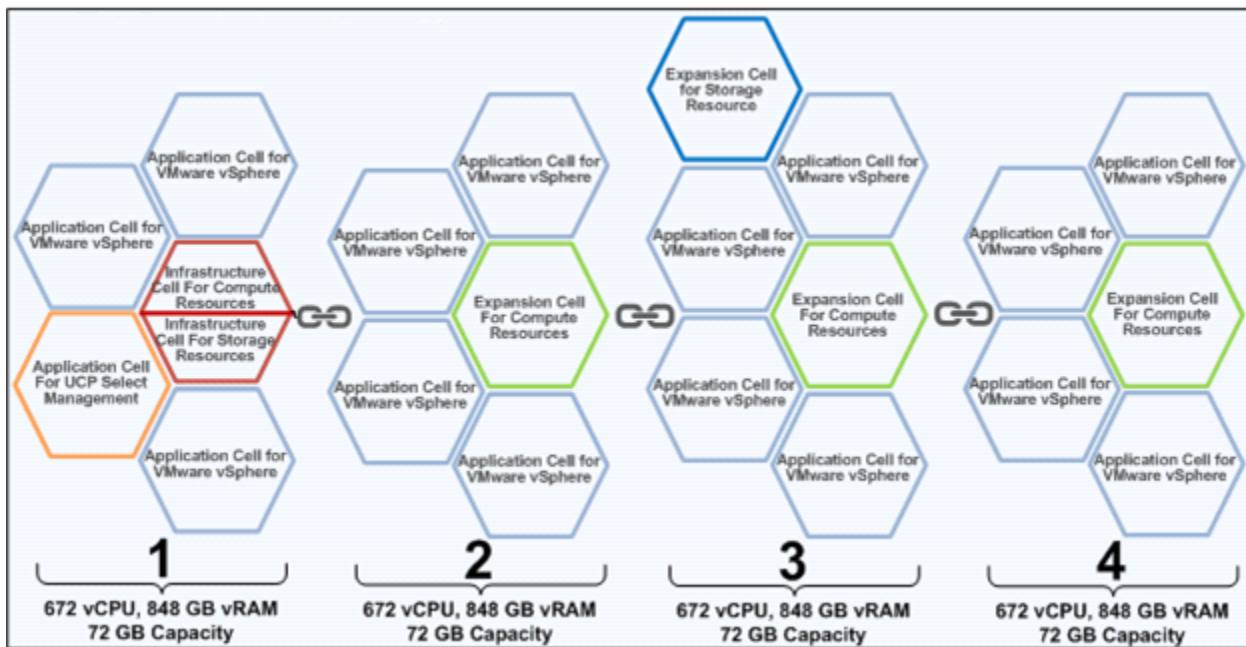 Application Cell for
VMware vSphere
Application Cell for
VMware vSphere
Infrastructure
Cell For Compute
Resources
Infrastructure
Cell For Storage
Resources
Application Cell
For UCP Select
Management
Application Cell for
VMware vSphere
1
672 vCPU, 848 GB vRAM
72 GB Capacity
Application Cell for
VMware vSphere
Application Cell for
VMware vSphere
Expansion Cell
For Compute
Resources
Application Cell for
VMware vSphere
Application Cell for
VMware vSphere
2
672 vCPU, 848 GB vRAM
72 GB Capacity
Expansion Cell
for Storage
Resource
Application Cell for
VMware vSphere
Application Cell for
VMware vSphere
Expansion Cell
For Compute
Resources
Application Cell for
VMware vSphere
Application Cell for
VMware vSphere
3
672 vCPU, 848 GB vRAM
72 GB Capacity
Application Cell for
VMware vSphere
Application Cell for
VMware vSphere
Expansion Cell
For Compute
Resources
Application Cell for
VMware vSphere
Application Cell for
VMware vSphere
4
672 vCPU, 848 GB vRAM
72 GB Capacity